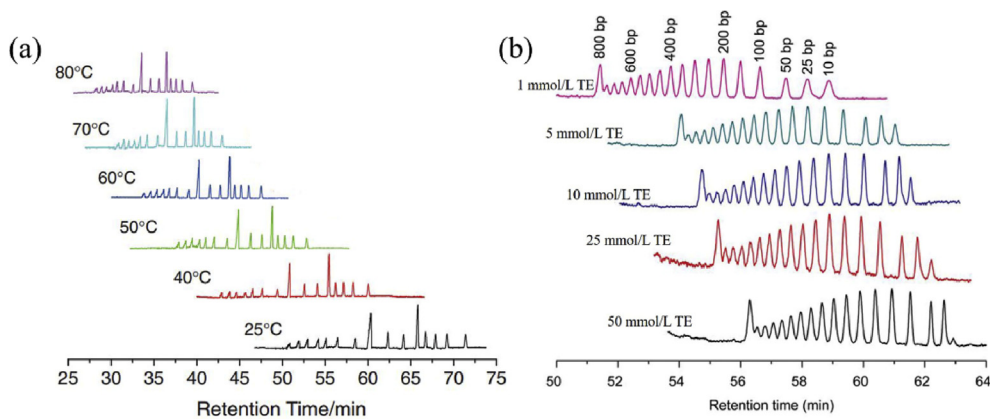 (a)
80°C
70°C
60°C
50°C
40°C
25°C
25 30 35 40 45 50 55 60 65 70 75
Retention Time/min
(b)
800 bp 600 bp 400 bp 200 bp 100 bp 50 bp 25 bp 10 bp
1 mmol/L TE
5 mmol/L TE
10 mmol/L TE
25 mmol/L TE
50 mmol/L TE
50 52 54 56 58 60 62 64
Retention time (min)